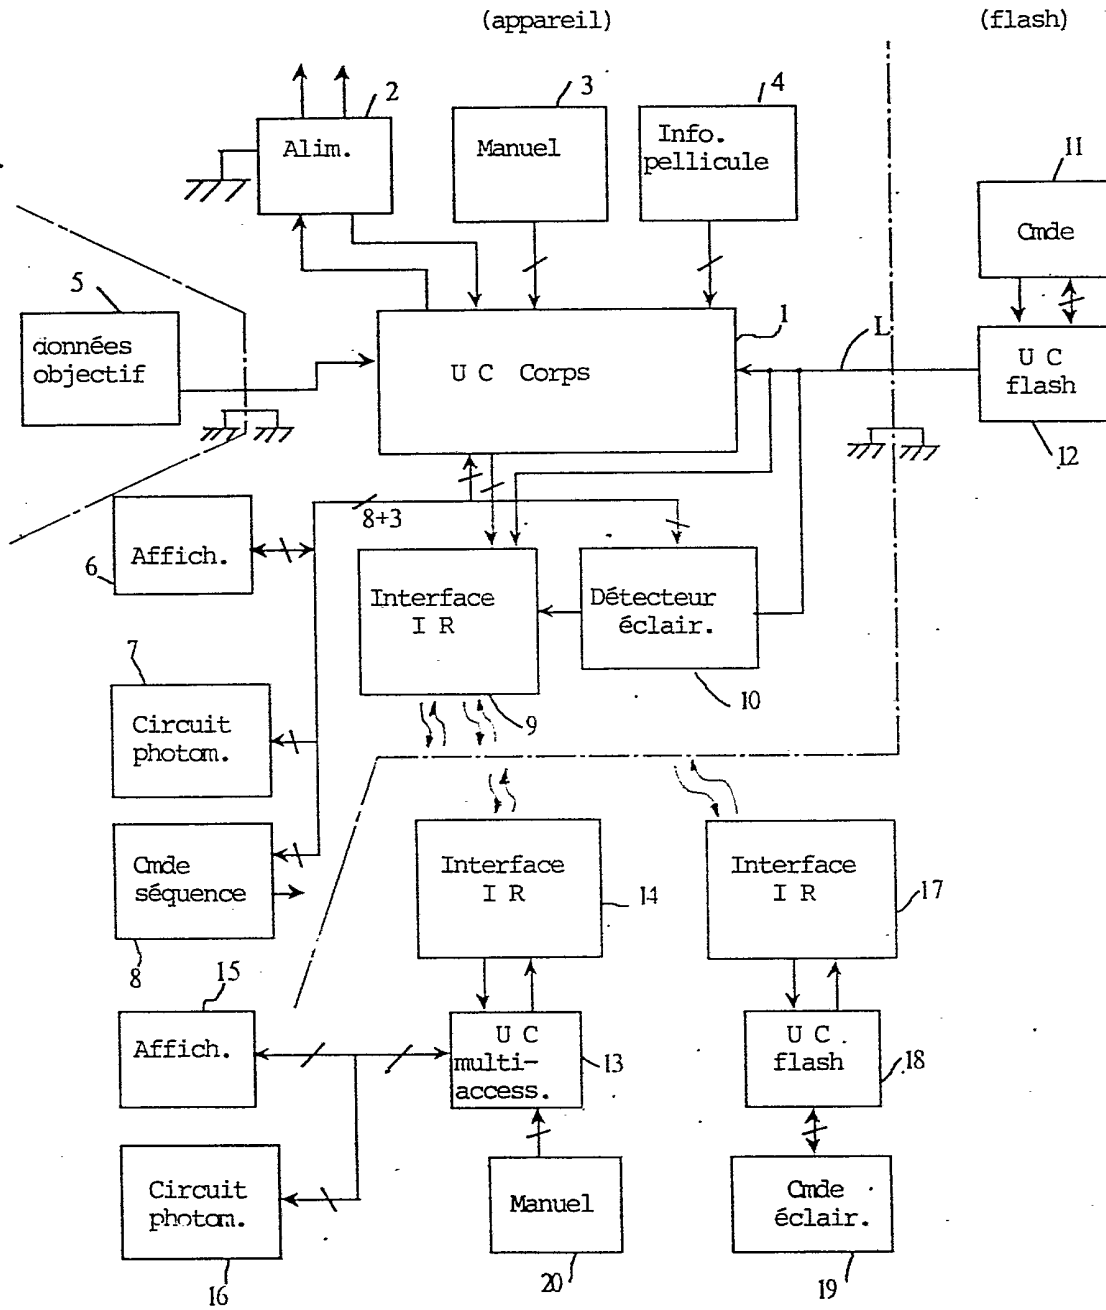 (appareil)
(flash)
2
3
4
Alim.
Manuel
Info.
pellicule
11
Cmde
5
données
objectif
1
U C Corps
L
U C
flash
12
8+3
Affich.
6
Interface
I R
Détecteur
éclair.
7
9
10
Circuit
photom.
Cmde
séquence
8
Interface
I R
14
Interface
I R
17
15
Affich.
U C
multi-
access.
13
U C
flash
18
Circuit
photom.
16
Manuel
20
Cmde
éclair.
19